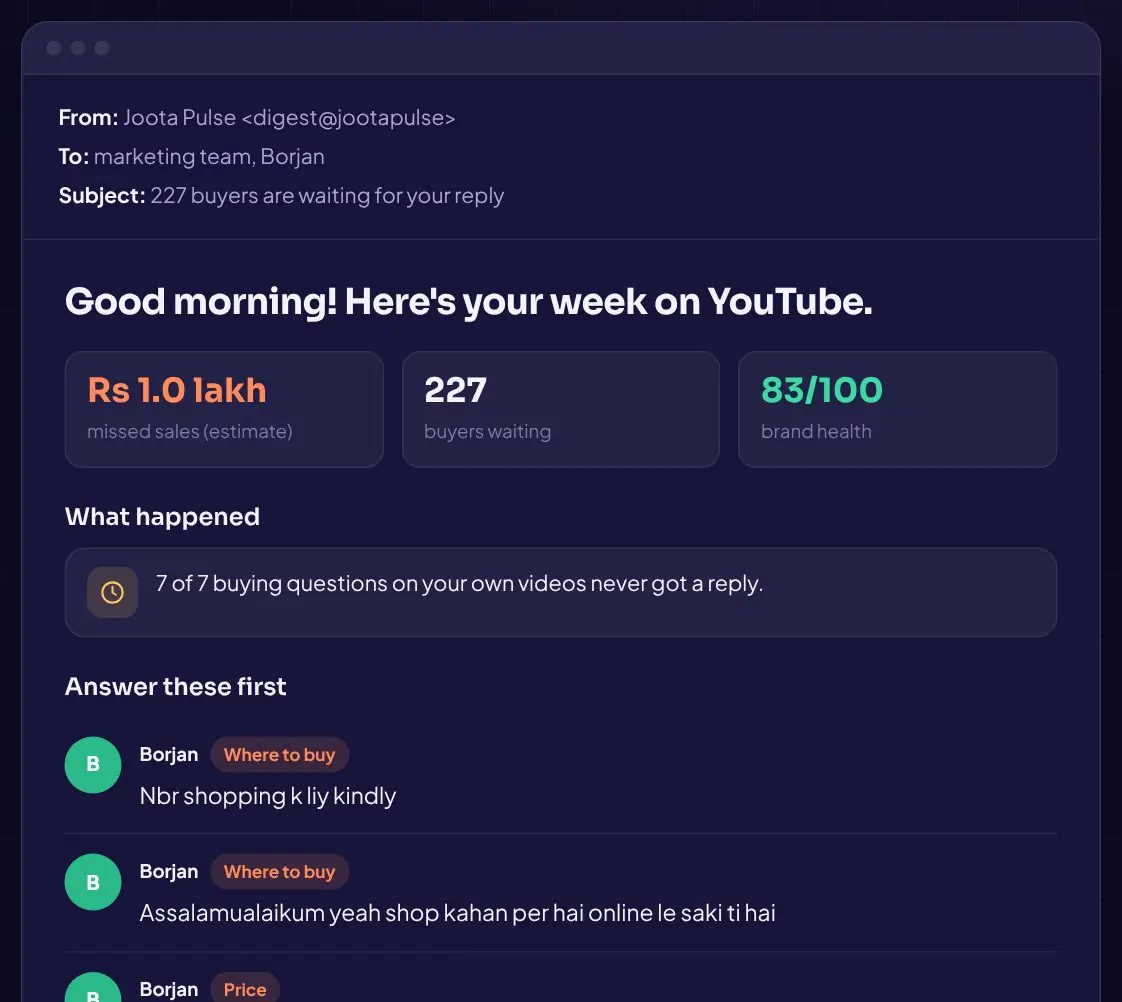 From: Joota Pulse <digest@jootapulse>
To: marketing team, Borjan
Subject: 227 buyers are waiting for your reply
Good morning! Here's your week on YouTube.
Rs 1.0 lakh
missed sales (estimate)
227
buyers waiting
83/100
brand health
What happened
7 of 7 buying questions on your own videos never got a reply.
Answer these first
B
Borjan
Where to buy
Nbr shopping k liy kindly
B
Borjan
Where to buy
Assalamualaikum yeah shop kahan per hai online le saki ti hai
B
Borjan
Price